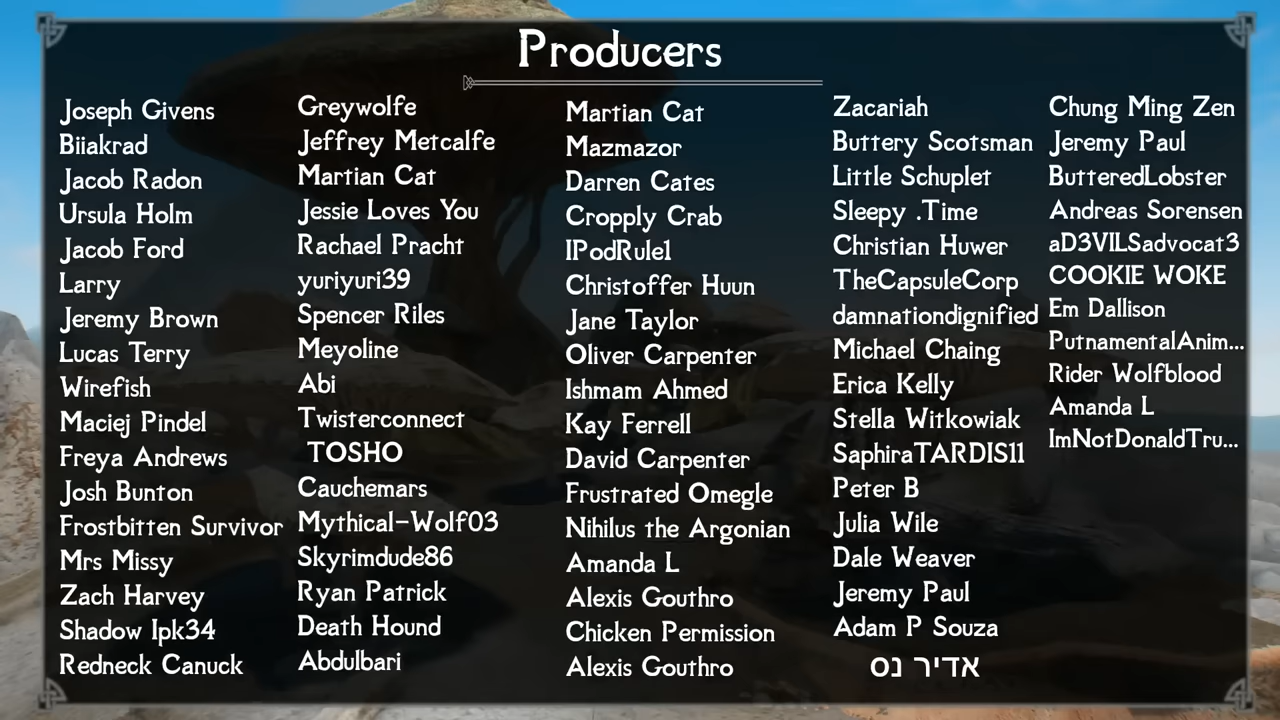 Producers
Joseph Givens
Biiakrad
Jacob Radon
Ursula Holm
Jacob Ford
Larry
Jeremy Brown
Lucas Terry
Wirefish
Maciej Pindel
Freya Andrews
Josh Bunton
Frostbitten Survivor
Mrs Missy
Zach Harvey
Shadow Ipk34
Redneck Canuck
Greywolfe
Jeffrey Metcalfe
Martian Cat
Jessie Loves You
Rachael Pracht
yuriyuri39
Spencer Riles
Meyoline
Abi
Twisterconnect
TOSHO
Cauchemars
Mythical-Wolf03
Skyrimdude86
Ryan Patrick
Death Hound
Abdulbari
Martian Cat
Mazmazor
Darren Cates
Cropply Crab
IPodRule1
Christoffer Huun
Jane Taylor
Oliver Carpenter
Ishmam Ahmed
Kay Ferrell
David Carpenter
Frustrated Omegle
Nihilus the Argonian
Amanda L
Alexis Gouthro
Chicken Permission
Alexis Gouthro
Zacariah
Buttery Scotsman
Little Schuplet
Sleepy .Time
Christian Huwer
TheCapsuleCorp
damnationdignified
Michael Chaing
Erica Kelly
Stella Witkowiak
SaphiraTARDIS11
Peter B
Julia Wile
Dale Weaver
Jeremy Paul
Adam P Souza
אדיר נס
Chung Ming Zen
Jeremy Paul
ButteredLobster
Andreas Sorensen
aD3VILSadvocat3
COOKIE WOKE
Em Dallison
PutnamentalAnim...
Rider Wolfblood
Amanda L
ImNotDonaldTru...